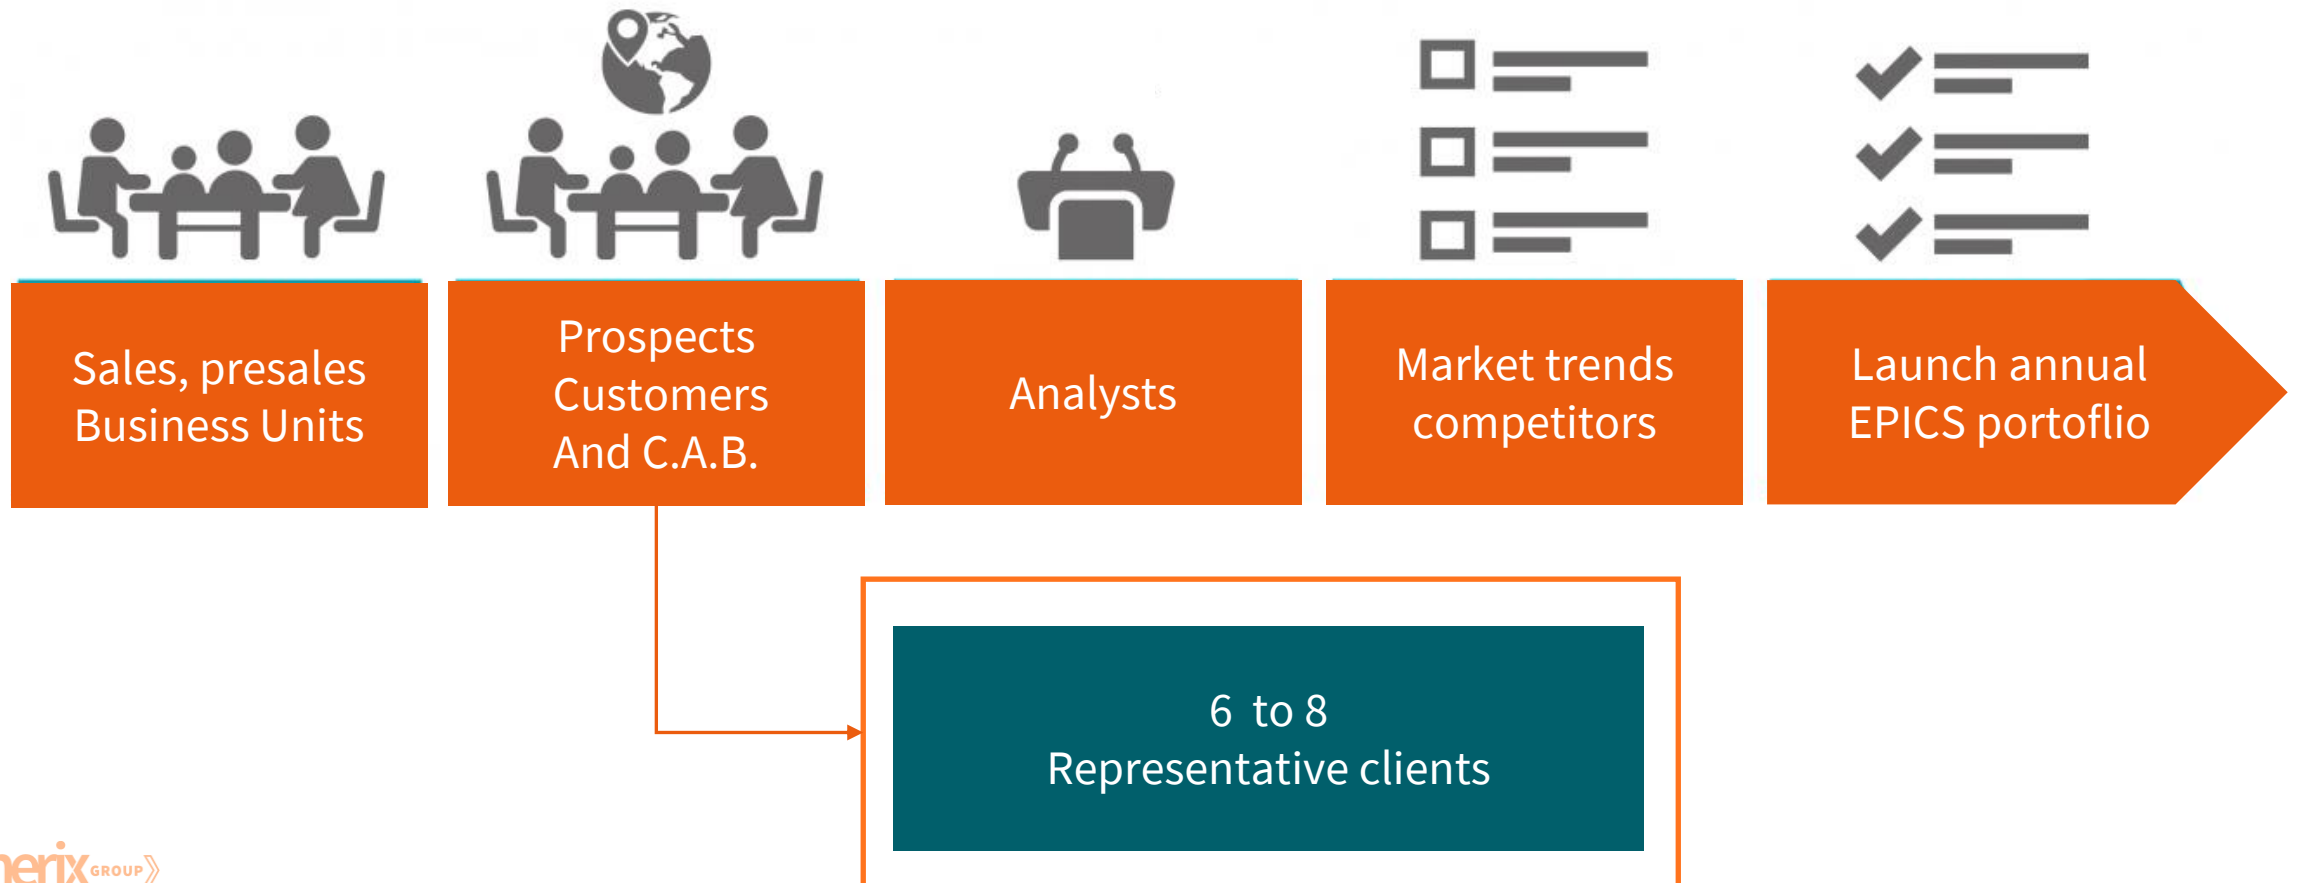 Sales, presales
Business Units
Prospects
Customers
And C.A.B.
Analysts
Market trends
competitors
Launch annual
EPICS portoflio
6 to 8
Representative clients
GROUP